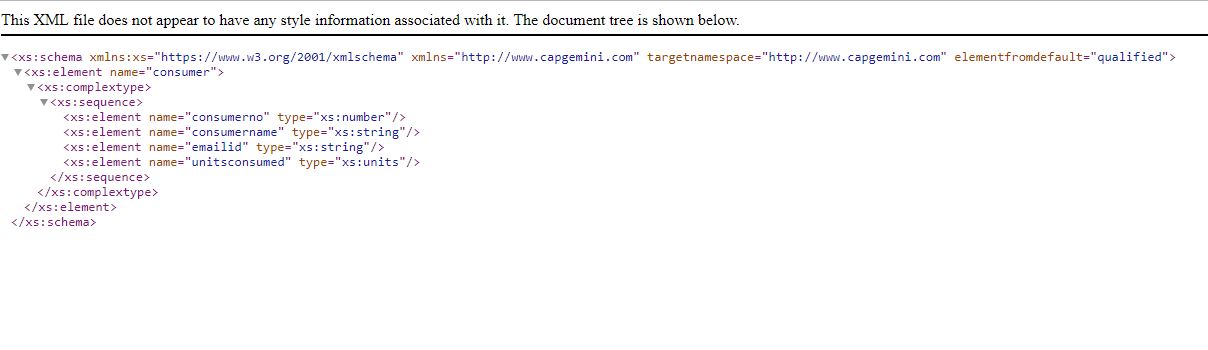 This XML file does not appear to have any style information associated with it. The document tree is shown below.
<xs:schema xmlns:xs="https://www.w3.org/2001/xmlschema" xmlns="http://www.capgemini.com" targetnamespace="http://www.capgemini.com" elementfromdefault="qualified">
<xs:element name="consumer">
<xs:complextype>
<xs:sequence>
<xs:element name="consumerno" type="xs:number"/>
<xs:element name="consumername" type="xs:string"/>
<xs:element name="emailid" type="xs:string"/>
<xs:element name="unitsconsumed" type="xs:units"/>
</xs:sequence>
</xs:complextype>
</xs:element>
</xs:schema>